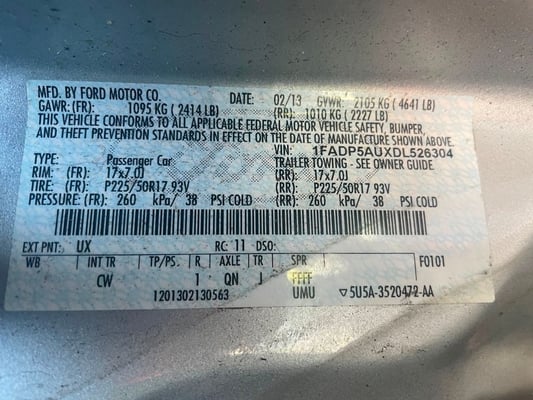 MFD. BY FORD MOTOR CO.
DATE: 02/13 GVWR: 2105 KG ( 4641 LB)
GAWR: (FR): 1095 KG ( 2414 LB) (RR): 1010 KG ( 2227 LB)
THIS VEHICLE CONFORMS TO ALL APPLICABLE FEDERAL MOTOR VEHICLE SAFETY, BUMPER,
AND THEFT PREVENTION STANDARDS IN EFFECT ON THE DATE OF MANUFACTURE SHOWN ABOVE.
VIN: 1FADP5AUXDL526304
TYPE: Passenger Car TRAILER TOWING - SEE OWNER GUIDE
RIM: (FR) 17x7.0J (RR): 17x7.0J
TIRE: (FR) P225/50R17 93V (RR): P225/50R17 93V
PRESSURE: (FR): 260 kPa/ 38 PSI COLD (RR): 260 kPa/ 38 PSI COLD
EXT PNT: UX RC: 11 DSO:
WB INT TR TP/PS R AXLE TR SPR F0101
CW 1 QN J FFFF
1201302130563 UMU ▽5U5A-3520472-AA